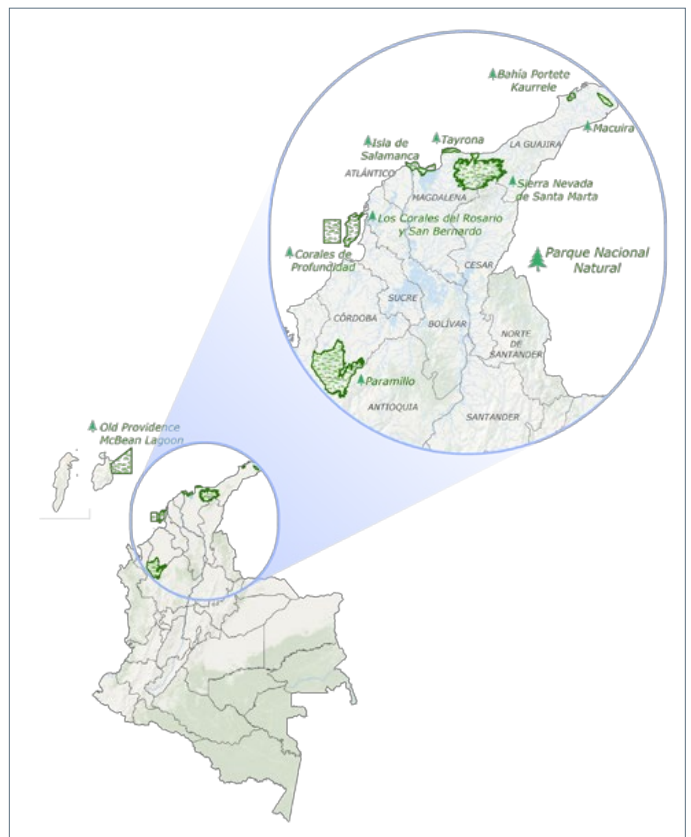 Bahía Portete
Kaurrele
Macuira
LA GUAJIRA
Tayrona
Isla de
Salamanca
ATLÁNTICO
MAGDALENA
Sierra Nevada
de Santa Marta
Los Corales del Rosario
y San Bernardo
Corales de
Profundidad
CESAR
Parque Nacional
Natural
SUCRE
CÓRDOBA
BOLÍVAR
NORTE
DE
SANTANDER
Paramillo
ANTIOQUIA
SANTANDER
Old Providence
McBean Lagoon